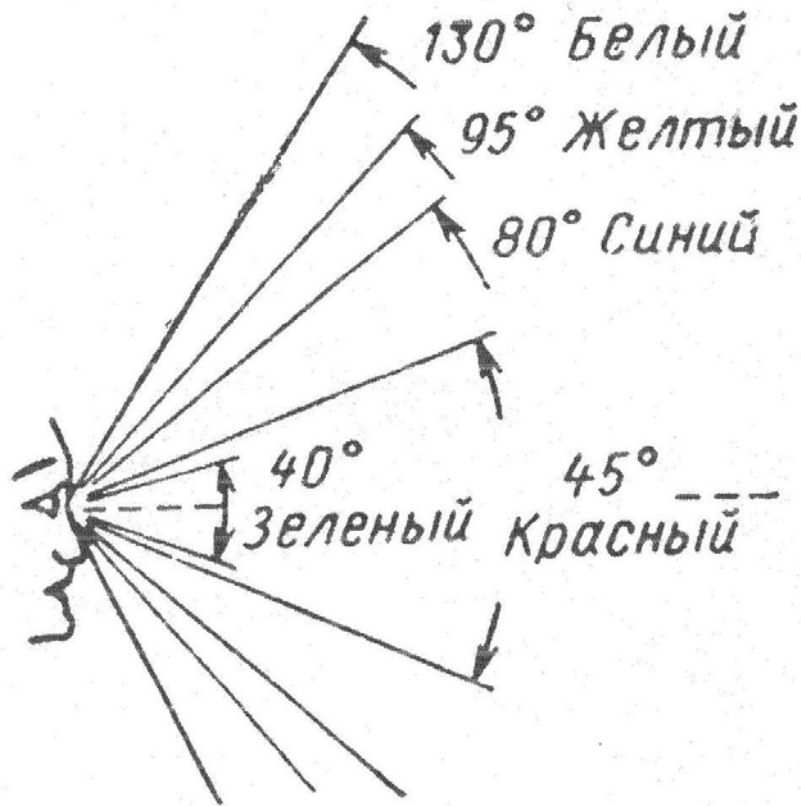 130° Белый
95° Желтый
80° Синий
40°
Зеленый
45°
Красный